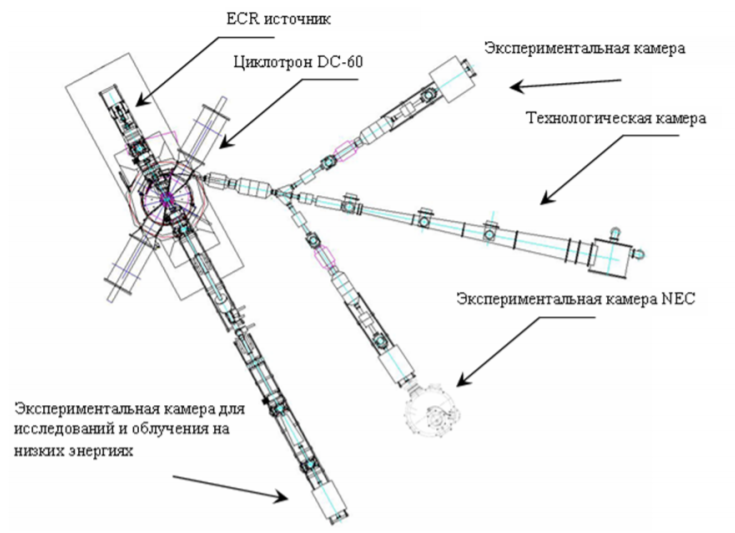 ECR источник
Циклотрон DC-60
Экспериментальная камера
Технологическая камера
Экспериментальная камера NEC
Экспериментальная камера для
исследований и облучения на
низких энергиях